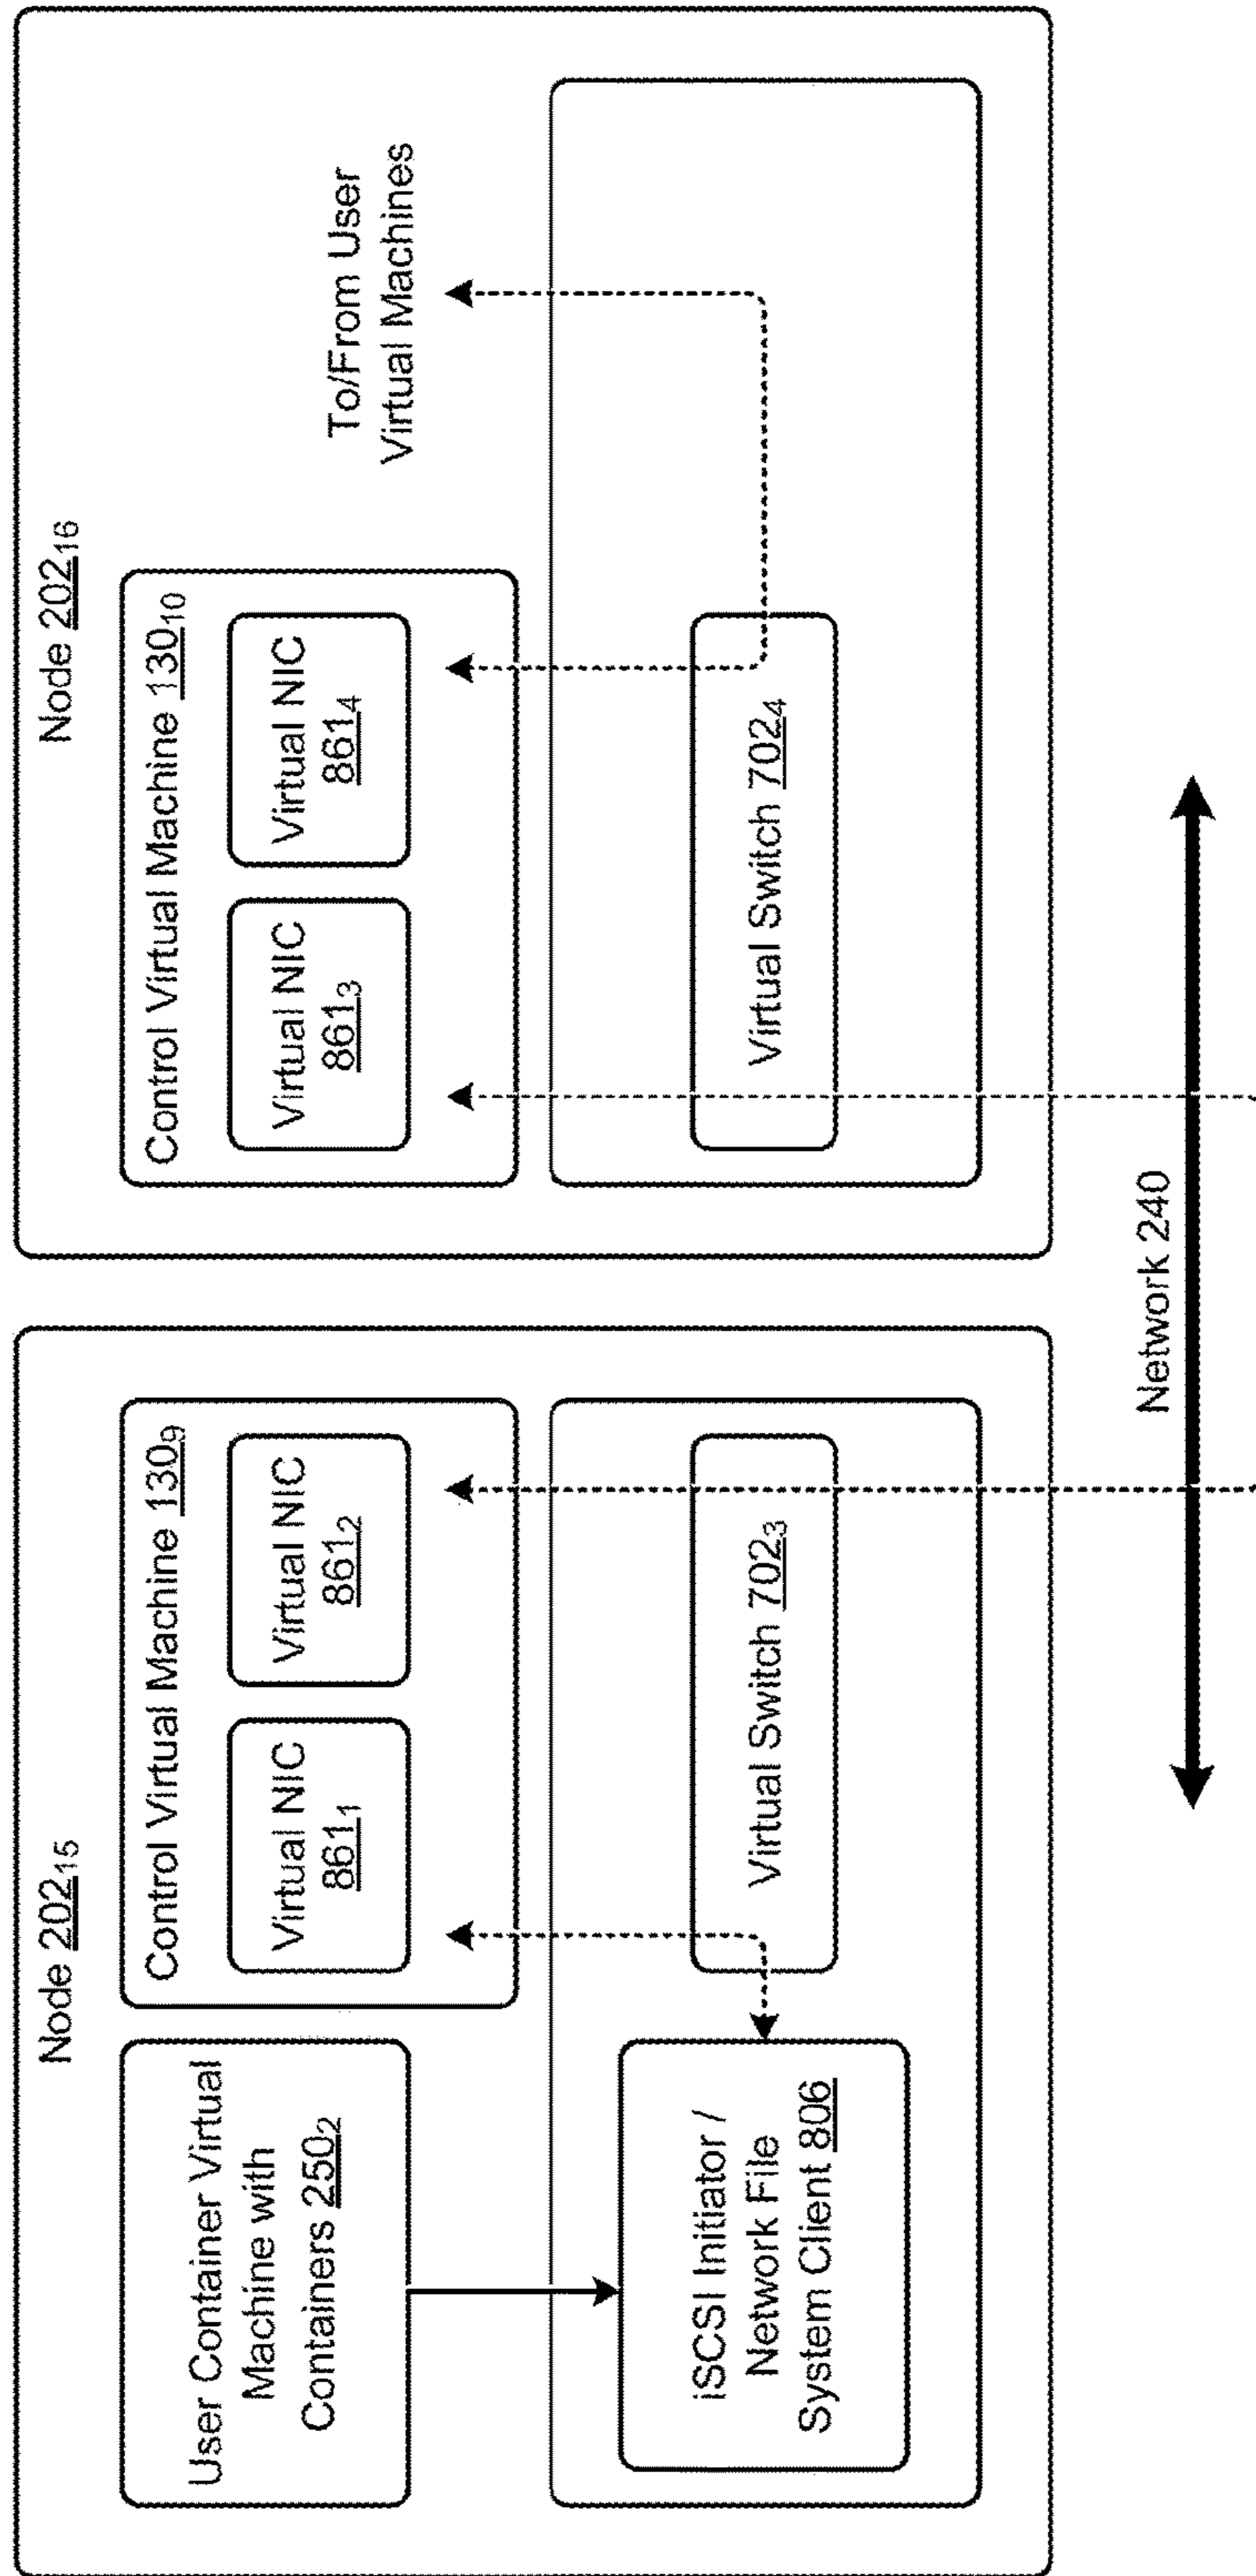 Node 202₁₅
User Container Virtual
Machine with
Containers 250₂
Control Virtual Machine 130₉
Virtual NIC
861₁
Virtual NIC
861₂
iSCSI Initiator /
Network File
System Client 806
Virtual Switch 702₃
Node 202₁₆
Control Virtual Machine 130₁₀
Virtual NIC
861₃
Virtual NIC
861₄
To/From User
Virtual Machines
Virtual Switch 702₄
Network 240